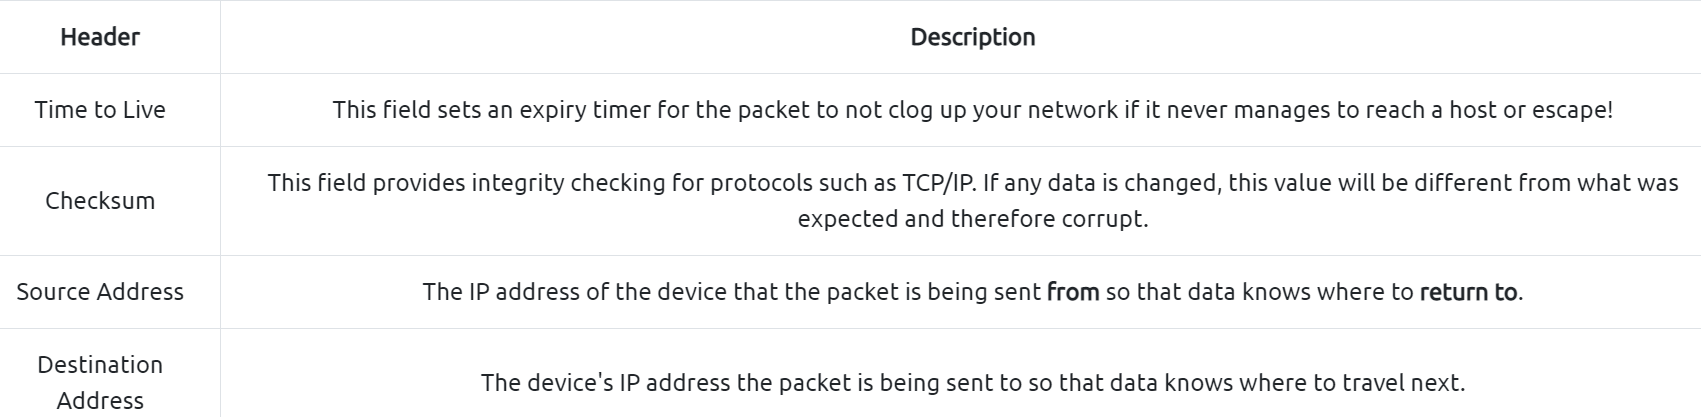 Header
Description
Time to Live
This field sets an expiry timer for the packet to not clog up your network if it never manages to reach a host or escape!
Checksum
This field provides integrity checking for protocols such as TCP/IP. If any data is changed, this value will be different from what was
expected and therefore corrupt.
Source Address
The IP address of the device that the packet is being sent from so that data knows where to return to.
Destination
Address
The device's IP address the packet is being sent to so that data knows where to travel next.